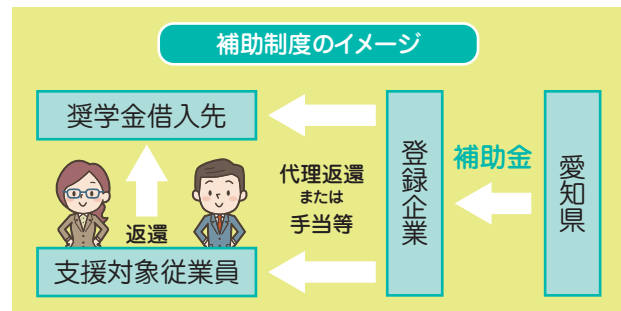 補助制度のイメージ
奨学金借入先
返還
支援対象従業員
代理返還
または
手当等
登録企業
補助金
愛知県